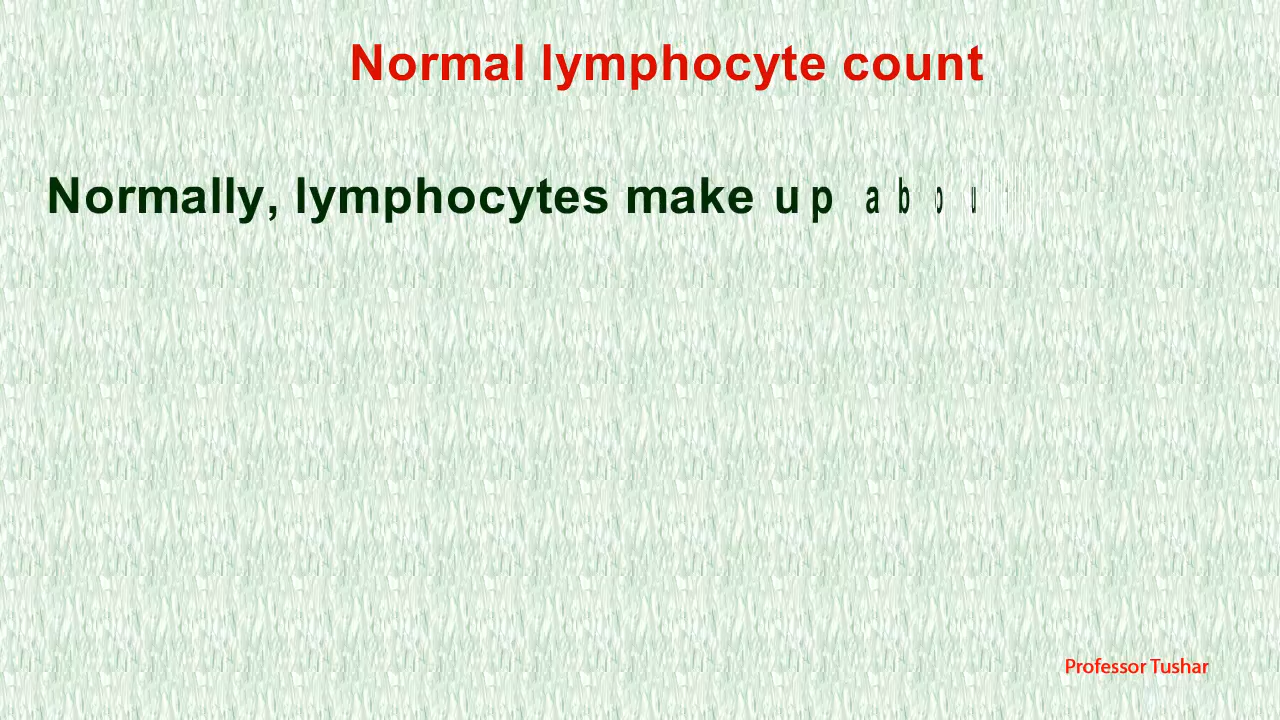 Normal lymphocyte count
Normally, lymphocytes make up about
Professor Tushar